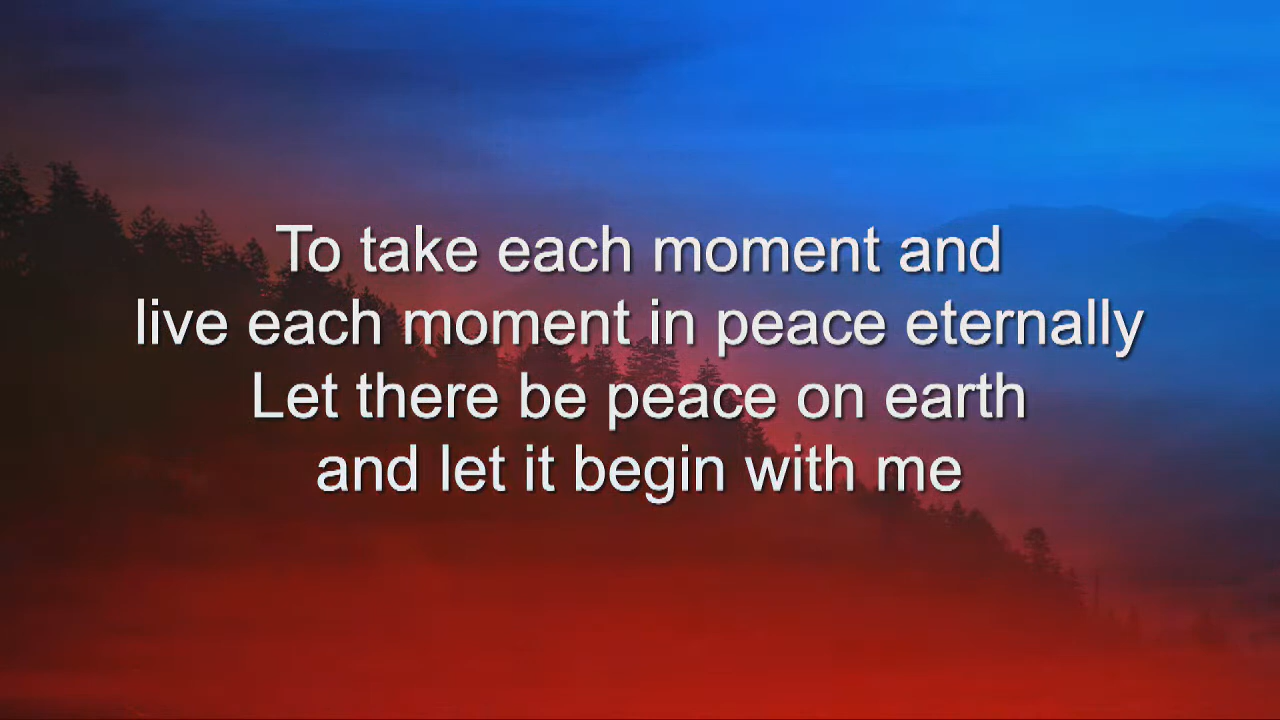 To take each moment and
live each moment in peace eternally
Let there be peace on earth
and let it begin with me